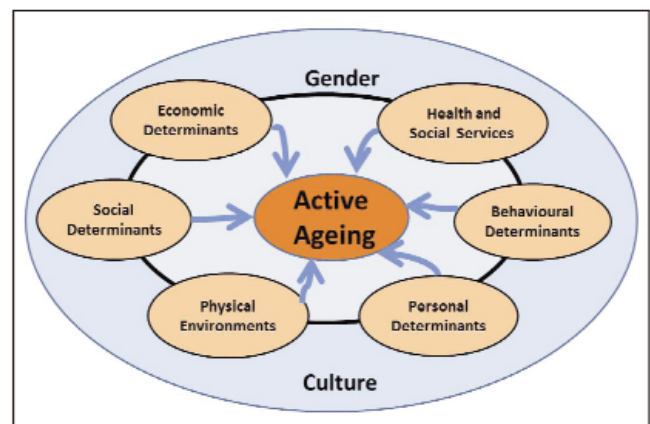 Gender
Economic
Determinants
Health and
Social Services
Social
Determinants
Active
Ageing
Behavioural
Determinants
Physical
Environments
Personal
Determinants
Culture